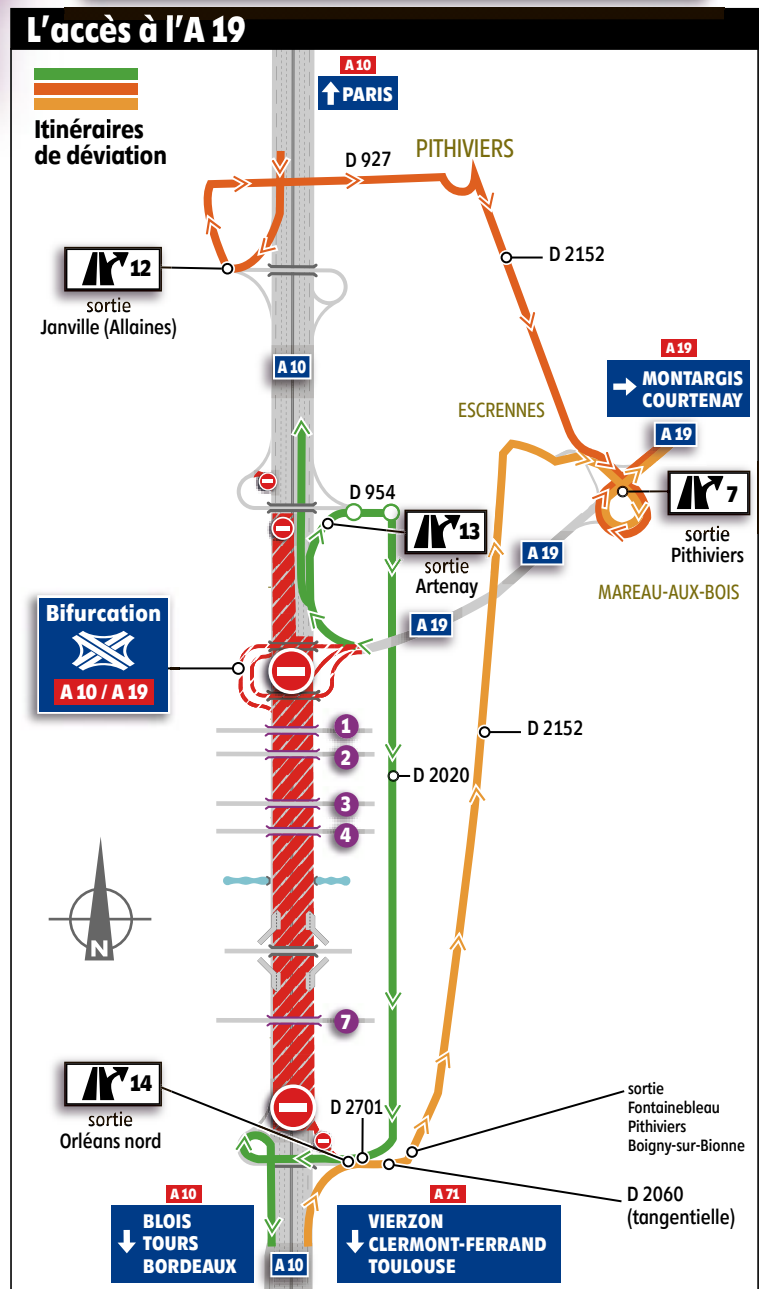 L'accès à l'A 19
Itinéraires
de déviation
A 10
PARIS
D 927
PITHIVIERS
12
sortie
Janville (Allaines)
D 2152
A 10
A 19
MONTARGIS
COURTENAY
ESCRENNES
A 19
7
sortie
Pithiviers
D 954
13
sortie
Artenay
A 19
MAREAU-AUX-BOIS
A 19
Bifurcation
A 10 / A 19
1
2
D 2152
D 2020
3
4
N
7
14
sortie
Orléans nord
D 2701
sortie
Fontainebleau
Pithiviers
Boigny-sur-Bionne
D 2060
(tangentielle)
A 10
BLOIS
TOURS
BORDEAUX
A 10
A 71
VIERZON
CLERMONT-FERRAND
TOULOUSE